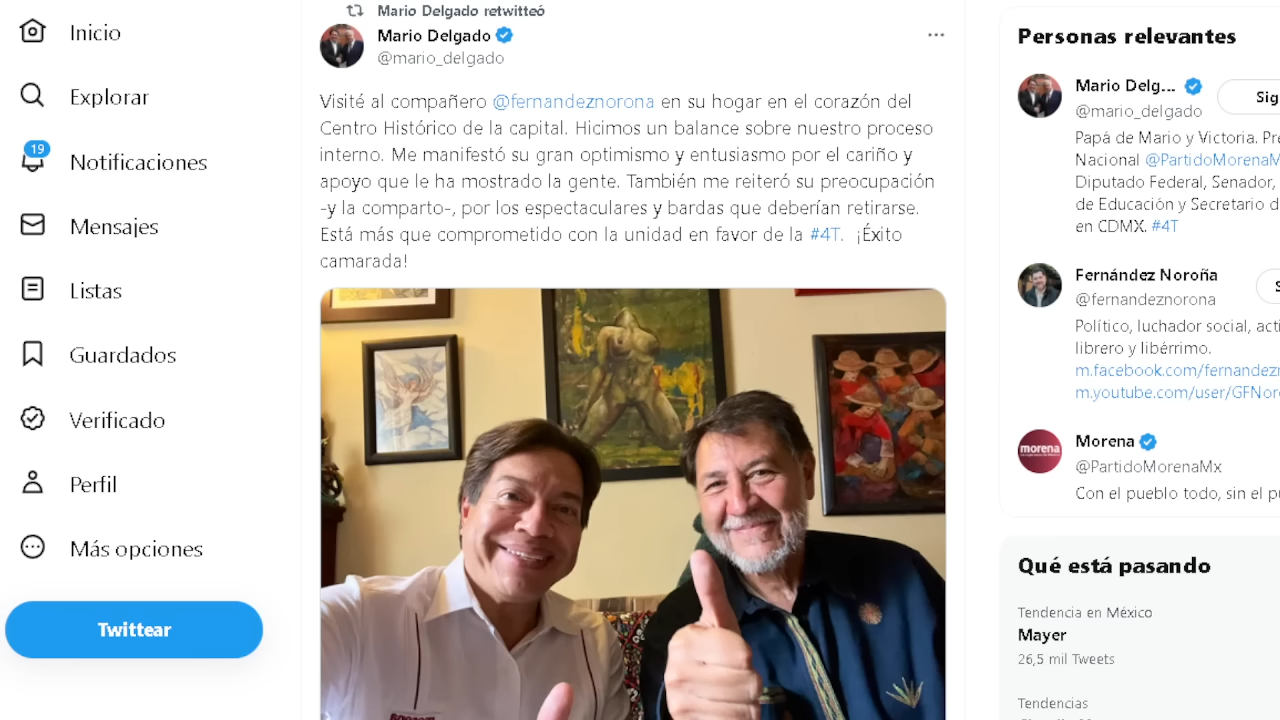 Inicio
Explorar
19
Notificaciones
Mensajes
Listas
Guardados
Verificado
Perfil
Más opciones
Twittear
Mario Delgado retwitteó
Mario Delgado
@mario_delgado
Visité al compañero @fernandeznorona en su hogar en el corazón del
Centro Histórico de la capital. Hicimos un balance sobre nuestro proceso
interno. Me manifestó su gran optimismo y entusiasmo por el cariño y
apoyo que le ha mostrado la gente. También me reiteró su preocupación
-y la comparto-, por los espectaculares y bardas que deberían retirarse.
Está más que comprometido con la unidad en favor de la #4T. ¡Éxito
camarada!
Personas relevantes
Mario Delg...
Sig
@mario_delgado
Papá de Mario y Victoria. Pre
Nacional @PartidoMorenaM
Diputado Federal, Senador,
de Educación y Secretario d
en CDMX. #4T
Fernández Noroña
S
@fernandeznorona
Político, luchador social, acti
librero y libérrimo.
m.facebook.com/fernandezn
m.youtube.com/user/GFNoro
morena
Morena
@PartidoMorenaMx
Con el pueblo todo, sin el pu
Qué está pasando
Tendencia en México
Mayer
26,5 mil Tweets
Tendencias